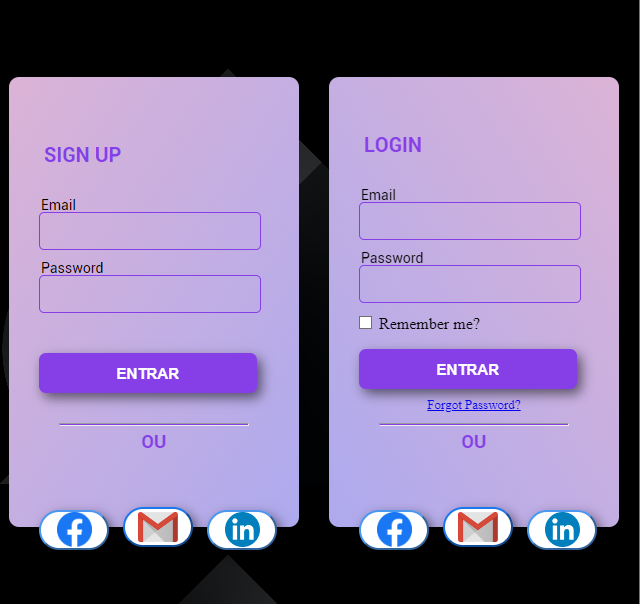 SIGN UP
Email
Password
ENTRAR
OU
LOGIN
Email
Password
Remember me?
ENTRAR
Forgot Password?
OU